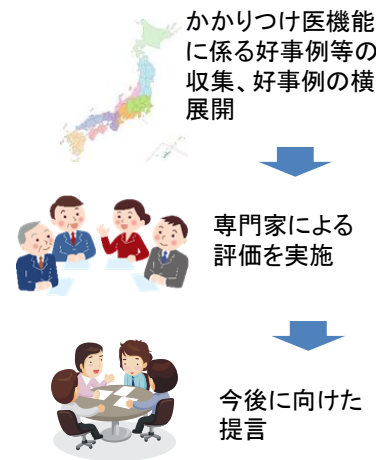 かかりつけ医機能
に係る好事例等の
収集、好事例の横
展開
専門家による
評価を実施
今後に向けた
提言